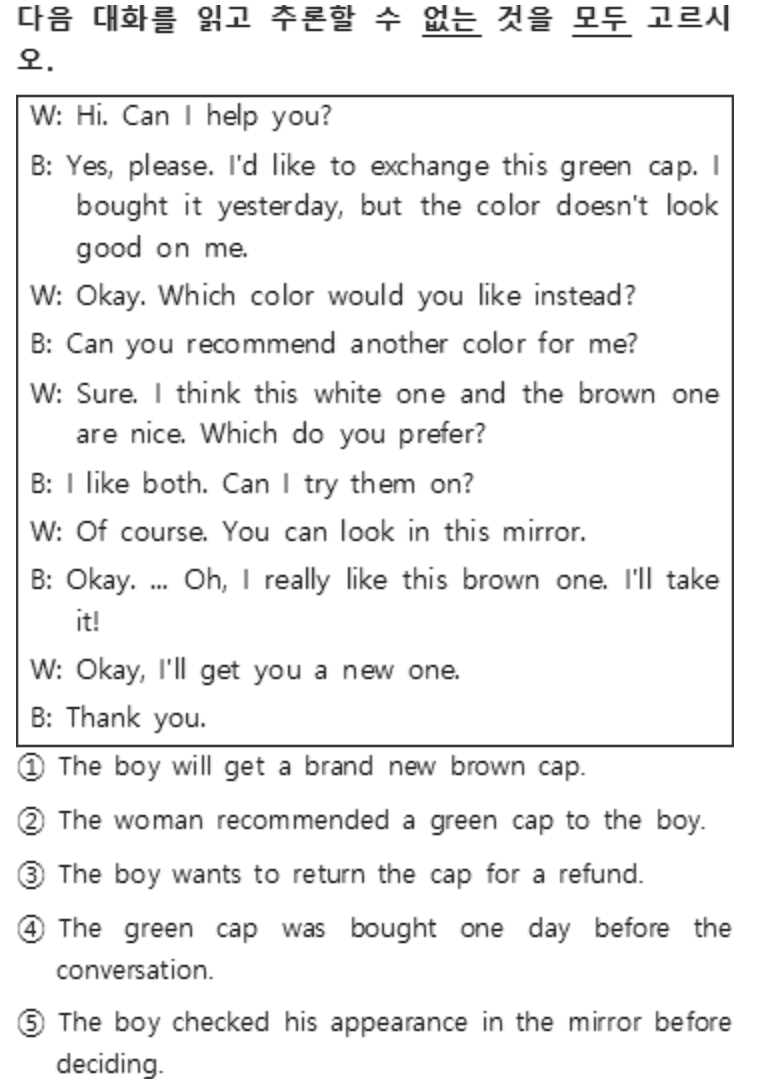 다음 대화를 읽고 추론할 수 없는 것을 모두 고르시
오.
W: Hi. Can I help you?
B: Yes, please. I'd like to exchange this green cap. I
bought it yesterday, but the color doesn't look
good on me.
W: Okay. Which color would you like instead?
B: Can you recommend another color for me?
W: Sure. I think this white one and the brown one
are nice. Which do you prefer?
B: I like both. Can I try them on?
W: Of course. You can look in this mirror.
B: Okay. ... Oh, I really like this brown one. I'll take
it!
W: Okay, I'll get you a new one.
B: Thank you.
① The boy will get a brand new brown cap.
② The woman recommended a green cap to the boy.
③ The boy wants to return the cap for a refund.
④ The green cap was bought one day before the
conversation.
⑤ The boy checked his appearance in the mirror before
deciding.